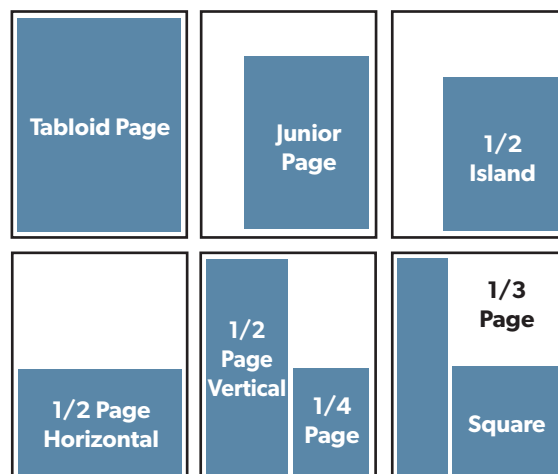 Tabloid Page
Junior
Page
1/2
Island
1/2 Page
Horizontal
1/2
Page
Vertical
1/4
Page
1/3
Page
Square